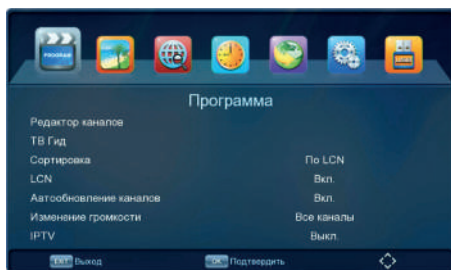 PROGRAM
Программа
Редактор каналов
ТВ Гид
Сортировка По LCN
LCN Вкл.
Автообновление каналов Вкл.
Изменение громкости Все каналы
IPTV Выкл.
EXIT Выход OK Подтвердить